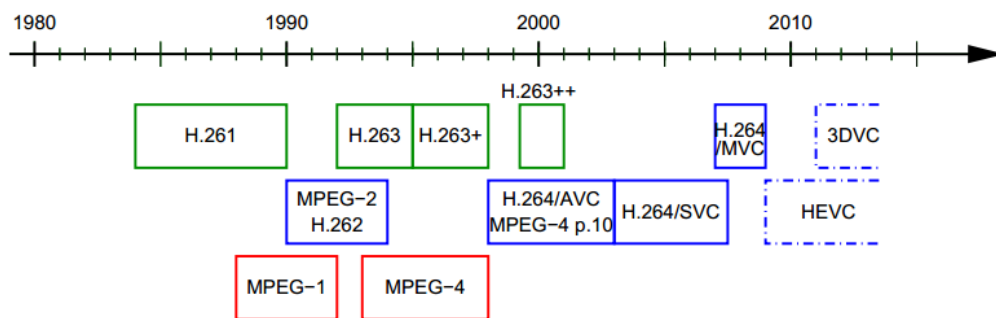 1980 1990 2000 2010
H.263++
H.261 H.263 H.263+ H.264 3DVC
/MVC
MPEG−2 H.264/AVC H.264/SVC HEVC
H.262 MPEG−4 p.10
MPEG−1 MPEG−4